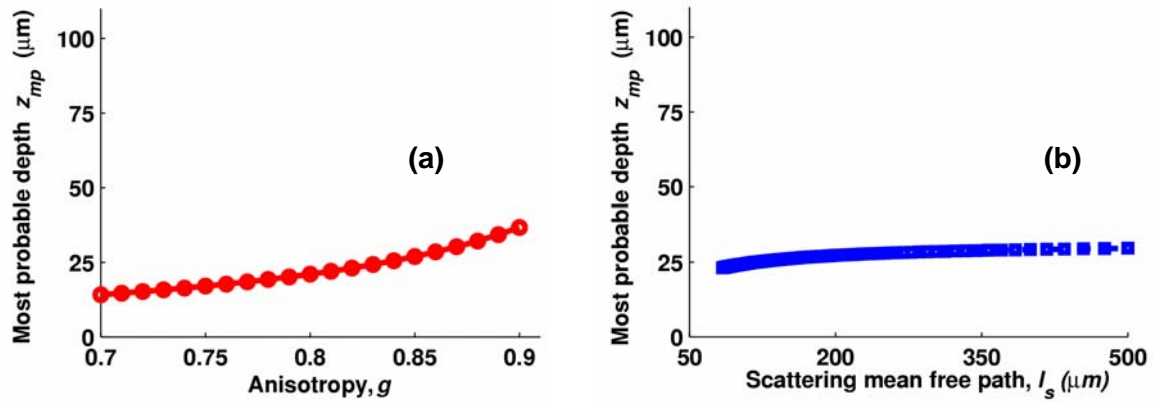 Most probable depth z_mp (μm)
100
75
50
25
0
(a)
0.7 0.75 0.8 0.85 0.9
Anisotropy, g
Most probable depth z_mp (μm)
100
75
50
25
0
(b)
50 200 350 500
Scattering mean free path, l_s (μm)